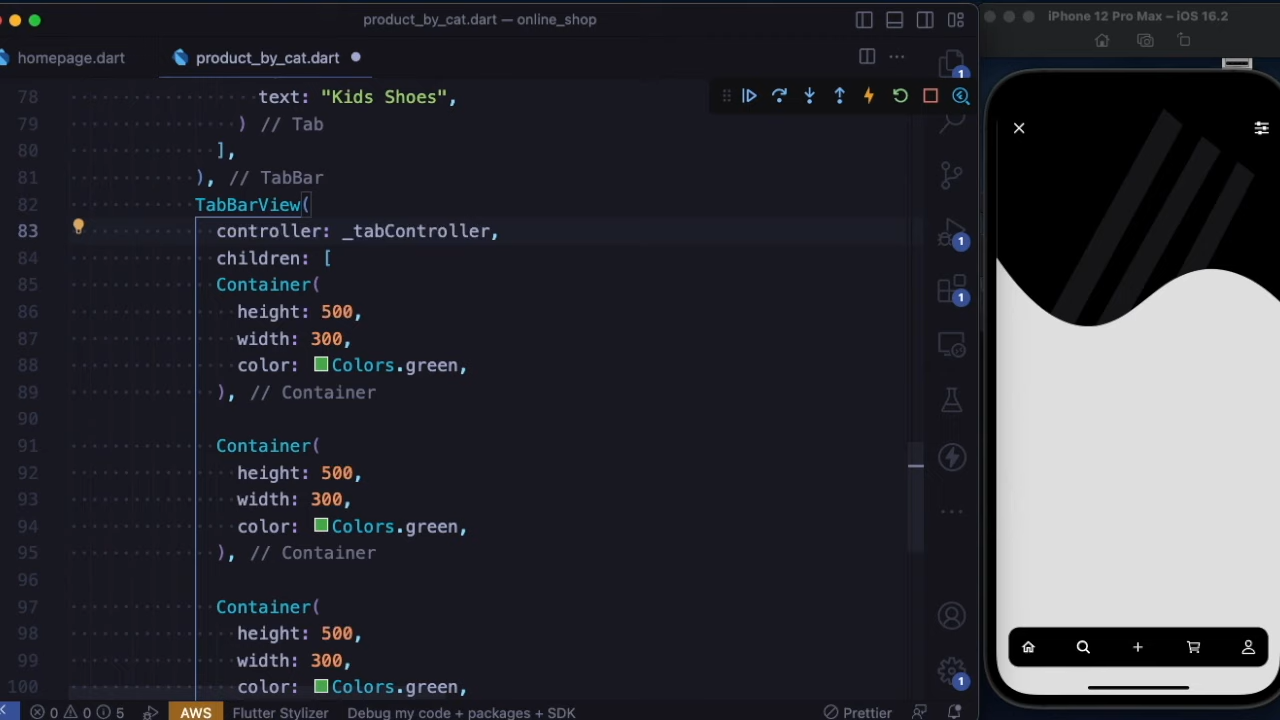 product_by_cat.dart — online_shop
iPhone 12 Pro Max – iOS 16.2
homepage.dart
product_by_cat.dart
78 text: "Kids Shoes",
79 ) // Tab
80 ],
81 ), // TabBar
82 TabBarView(
83 controller: _tabController,
84 children: [
85 Container(
86 height: 500,
87 width: 300,
88 color: Colors.green,
89 ), // Container
90
91 Container(
92 height: 500,
93 width: 300,
94 color: Colors.green,
95 ), // Container
96
97 Container(
98 height: 500,
99 width: 300,
100 color: Colors.green,
1
1
1
1
0 0 5 AWS Flutter Stylizer Debug my code + packages + SDK Prettier